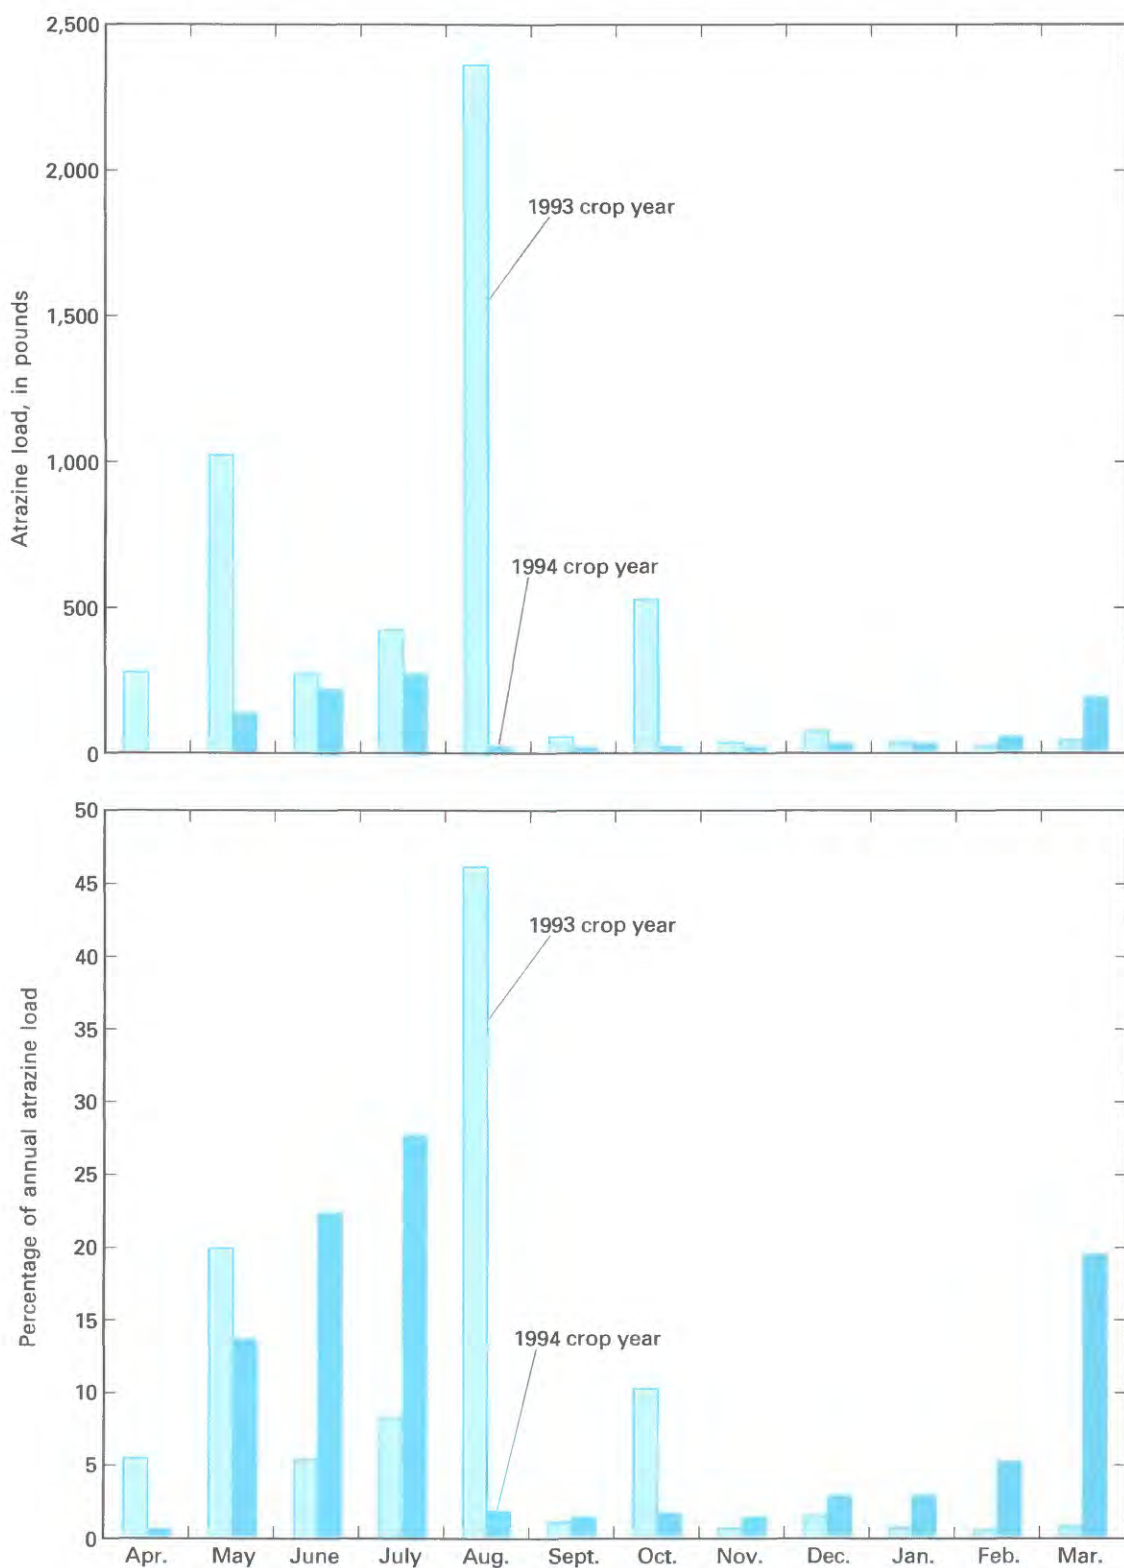 2,500
2,000
1,500
1,000
500
0
Atrazine load, in pounds
1993 crop year
1994 crop year
50
45
40
35
30
25
20
15
10
5
0
Percentage of annual atrazine load
1993 crop year
1994 crop year
Apr. May June July Aug. Sept. Oct. Nov. Dec. Jan. Feb. Mar.